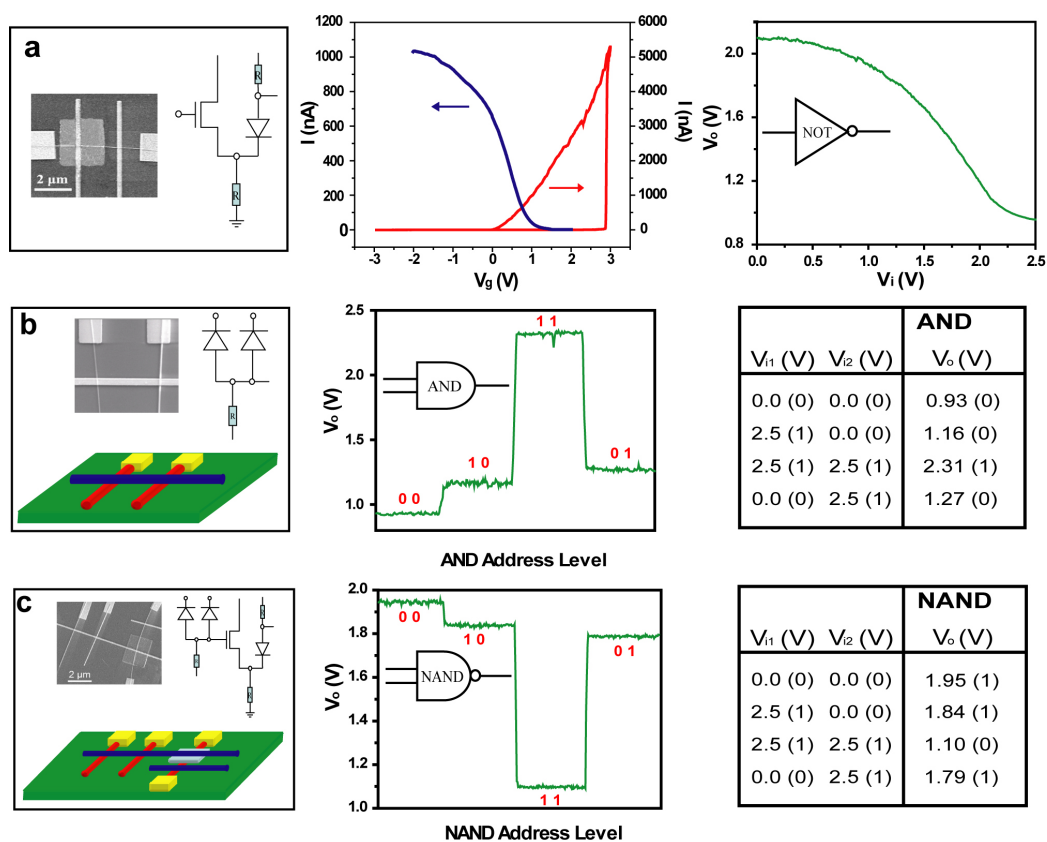 a
2 µm
R
R
1200
1000
800
600
400
200
0
I (nA)
6000
5000
4000
3000
2000
1000
0
I (nA)
-3 -2 -1 0 1 2 3
Vg (V)
2.0
1.6
1.2
0.8
Vo (V)
NOT
0.0 0.5 1.0 1.5 2.0 2.5
Vi (V)
b
R
2.5
2.0
1.5
1.0
Vo (V)
1 1
AND
1 0
0 1
0 0
AND Address Level
AND
Vi1 (V) Vi2 (V) Vo (V)
0.0 (0) 0.0 (0) 0.93 (0)
2.5 (1) 0.0 (0) 1.16 (0)
2.5 (1) 2.5 (1) 2.31 (1)
0.0 (0) 2.5 (1) 1.27 (0)
c
2 µm
R
R
R
2.0
1.8
1.6
1.4
1.2
1.0
Vo (V)
0 0
1 0
0 1
NAND
1 1
NAND Address Level
NAND
Vi1 (V) Vi2 (V) Vo (V)
0.0 (0) 0.0 (0) 1.95 (1)
2.5 (1) 0.0 (0) 1.84 (1)
2.5 (1) 2.5 (1) 1.10 (0)
0.0 (0) 2.5 (1) 1.79 (1)